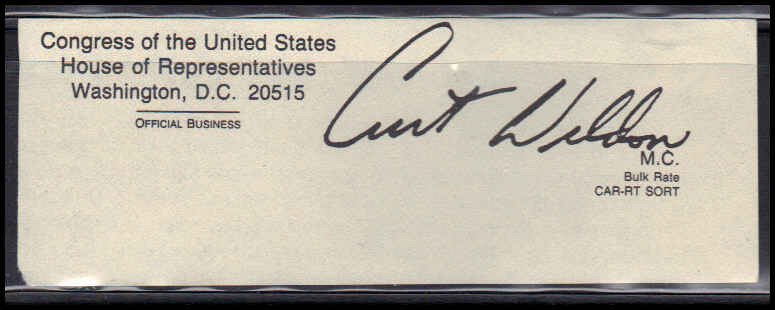 Congress of the United States
House of Representatives
Washington, D.C. 20515
OFFICIAL BUSINESS
Curt Weldon
M.C.
Bulk Rate
CAR-RT SORT